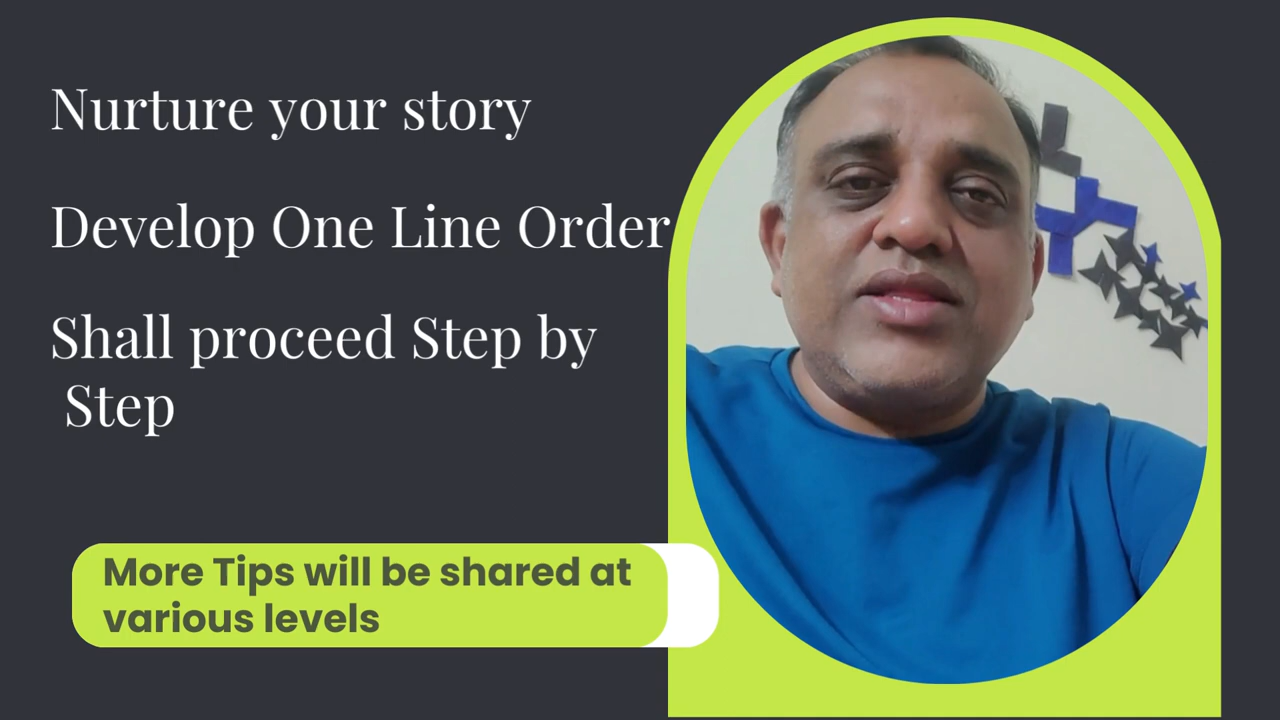 Nurture your story
Develop One Line Order
Shall proceed Step by
Step
More Tips will be shared at
various levels